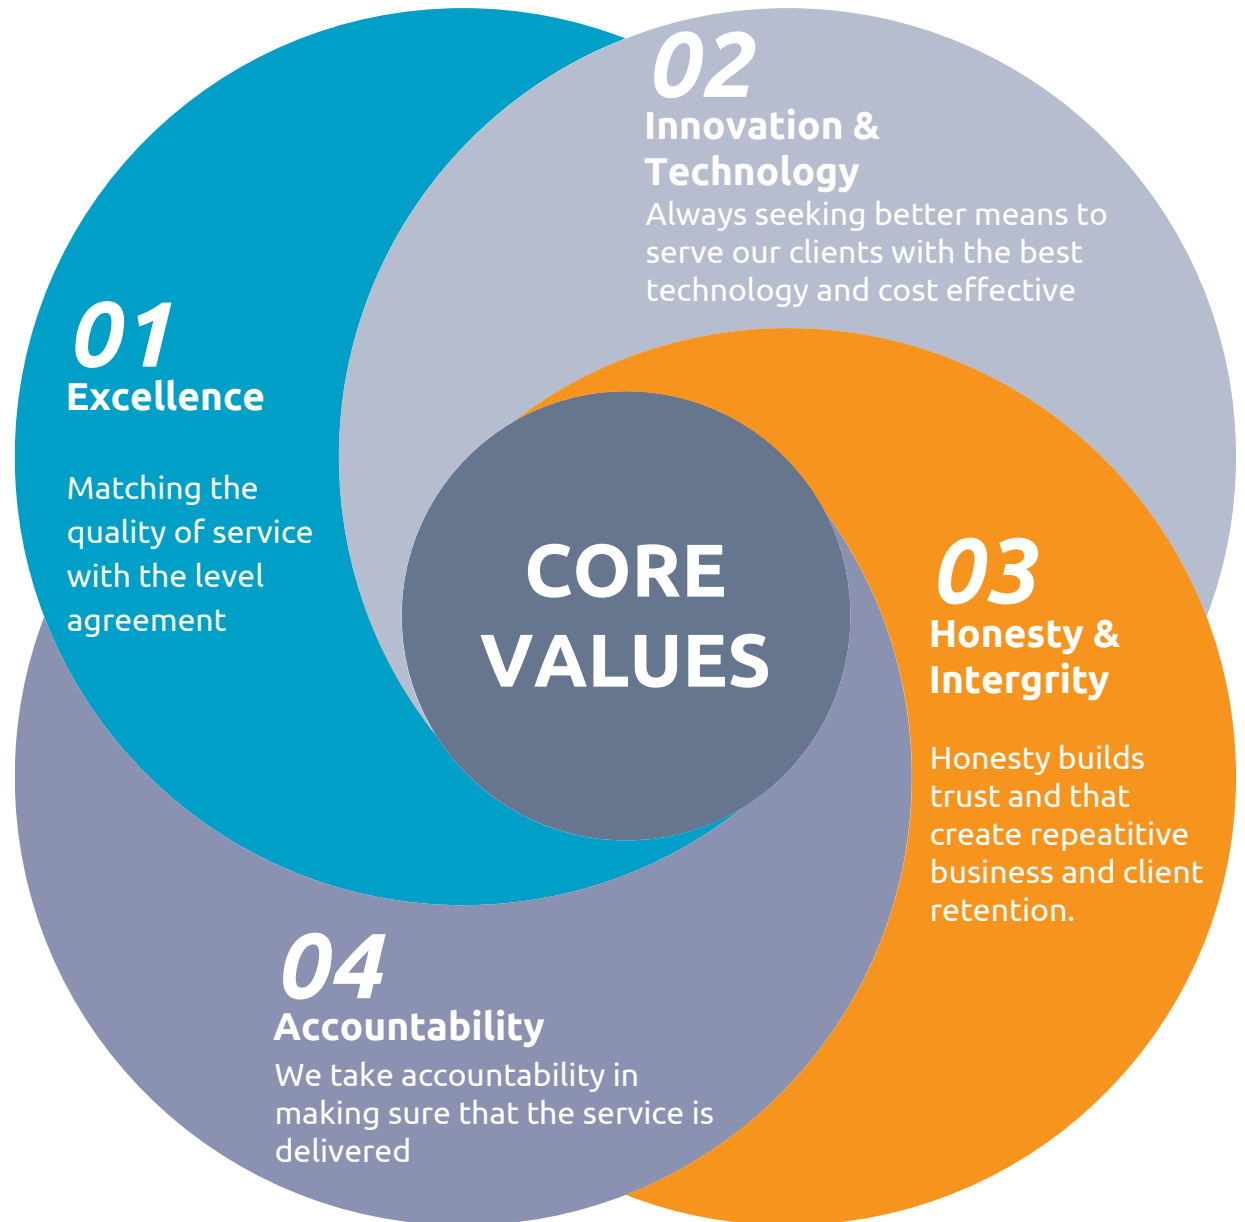 01
Excellence
Matching the
quality of service
with the level
agreement
02
Innovation &
Technology
Always seeking better means to
serve our clients with the best
technology and cost effective
CORE
VALUES
03
Honesty &
Intergrity
Honesty builds
trust and that
create repeatitive
business and client
retention.
04
Accountability
We take accountability in
making sure that the service is
delivered